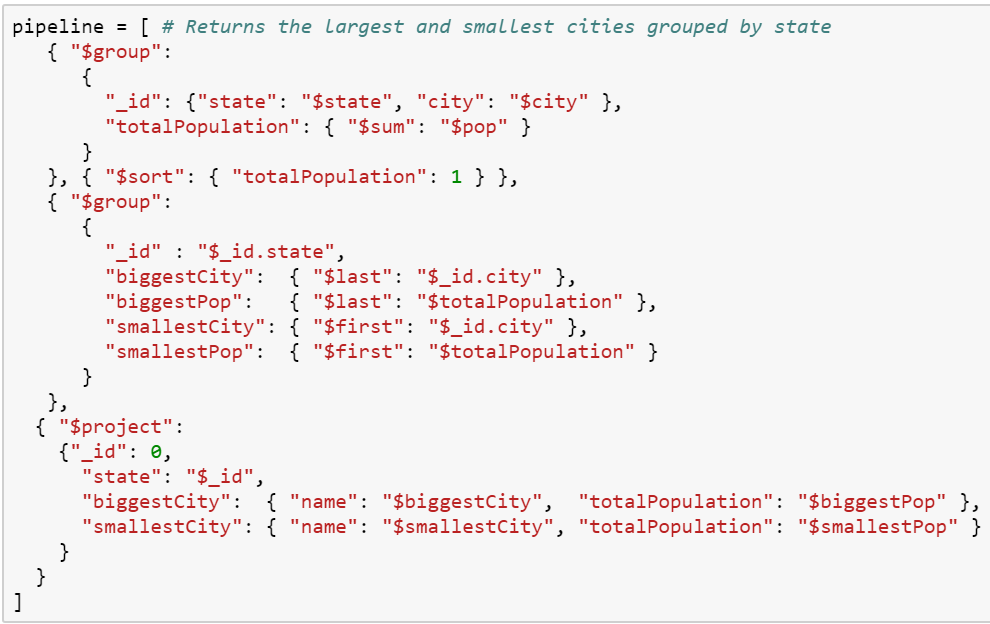 pipeline = [ # Returns the largest and smallest cities grouped by state
   { "$group":
      {
        "_id": {"state": "$state", "city": "$city" },
        "totalPopulation": { "$sum": "$pop" }
      }
   }, { "$sort": { "totalPopulation": 1 } },
   { "$group":
      {
        "_id" : "$_id.state",
        "biggestCity":  { "$last": "$_id.city" },
        "biggestPop":   { "$last": "$totalPopulation" },
        "smallestCity": { "$first": "$_id.city" },
        "smallestPop":  { "$first": "$totalPopulation" }
      }
   },
  { "$project":
    {"_id": 0,
      "state": "$_id",
      "biggestCity":  { "name": "$biggestCity",  "totalPopulation": "$biggestPop" },
      "smallestCity": { "name": "$smallestCity", "totalPopulation": "$smallestPop" }
    }
  }
]